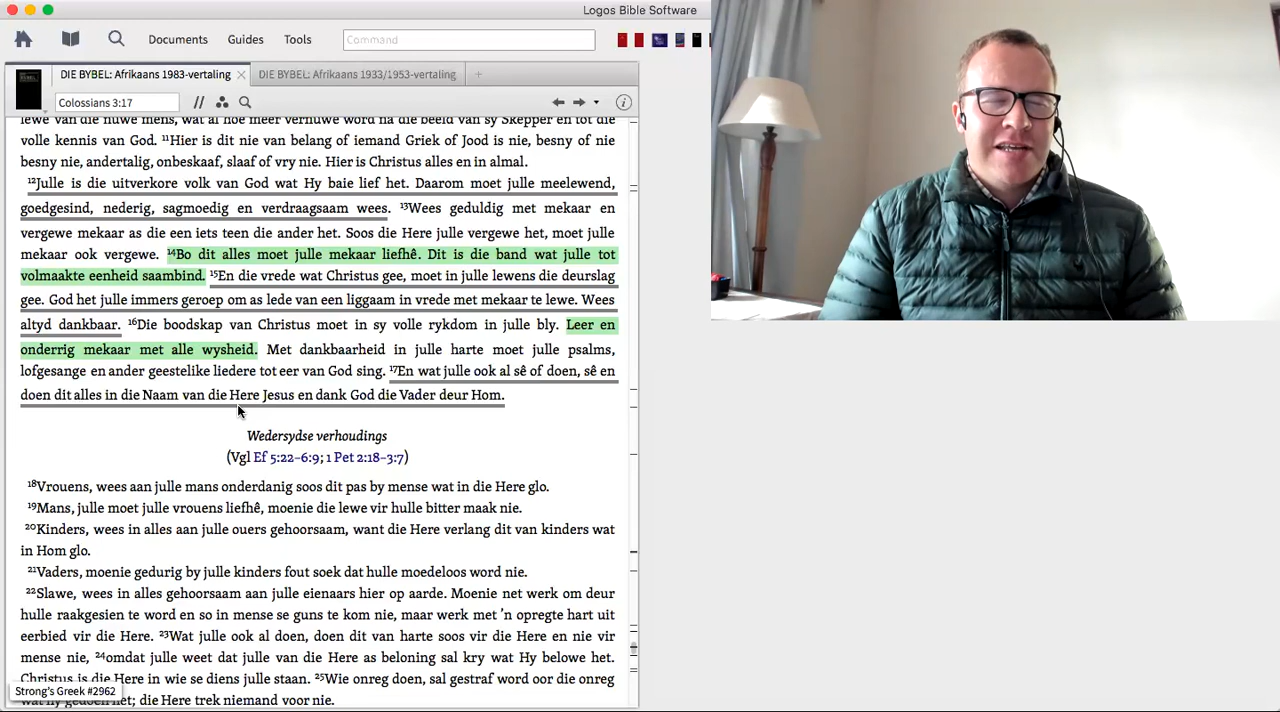 Logos Bible Software
Documents Guides Tools Command
DIE BYBEL: Afrikaans 1983-vertaling DIE BYBEL: Afrikaans 1933/1953-vertaling
Colossians 3:17
volle kennis van God. ¹¹Hier is dit nie van belang of iemand Griek of Jood is nie, besny of nie
besny nie, andertalig, onbeskaaf, slaaf of vry nie. Hier is Christus alles en in almal.
¹²Julle is die uitverkore volk van God wat Hy baie lief het. Daarom moet julle meelewend,
goedgesind, nederig, sagmoedig en verdraagsaam wees. ¹³Wees geduldig met mekaar en
vergewe mekaar as die een iets teen die ander het. Soos die Here julle vergewe het, moet julle
mekaar ook vergewe. ¹⁴Bo dit alles moet julle mekaar liefhê. Dit is die band wat julle tot
volmaakte eenheid saambind. ¹⁵En die vrede wat Christus gee, moet in julle lewens die deurslag
gee. God het julle immers geroep om as lede van een liggaam in vrede met mekaar te lewe. Wees
altyd dankbaar. ¹⁶Die boodskap van Christus moet in sy volle rykdom in julle bly. Leer en
onderrig mekaar met alle wysheid. Met dankbaarheid in julle harte moet julle psalms,
lofgesange en ander geestelike liedere tot eer van God sing. ¹⁷En wat julle ook al sê of doen, sê en
doen dit alles in die Naam van die Here Jesus en dank God die Vader deur Hom.
Wedersydse verhoudings
(Vgl Ef 5:22–6:9; 1 Pet 2:18–3:7)
¹⁸Vrouens, wees aan julle mans onderdanig soos dit pas by mense wat in die Here glo.
¹⁹Mans, julle moet julle vrouens liefhê, moenie die lewe vir hulle bitter maak nie.
²⁰Kinders, wees in alles aan julle ouers gehoorsaam, want die Here verlang dit van kinders wat
in Hom glo.
²¹Vaders, moenie gedurig by julle kinders fout soek dat hulle moedeloos word nie.
²²Slawe, wees in alles gehoorsaam aan julle eienaars hier op aarde. Moenie net werk om deur
hulle raakgesien te word en so in mense se guns te kom nie, maar werk met 'n opregte hart uit
eerbied vir die Here. ²³Wat julle ook al doen, doen dit van harte soos vir die Here en nie vir
mense nie, ²⁴omdat julle weet dat julle van die Here as beloning sal kry wat Hy belowe het.
Christus is die Here in wie se diens julle staan. ²⁵Wie onreg doen, sal gestraf word oor die onreg
Strong's Greek #2962
wat hy gedoen het; die Here trek niemand voor nie.